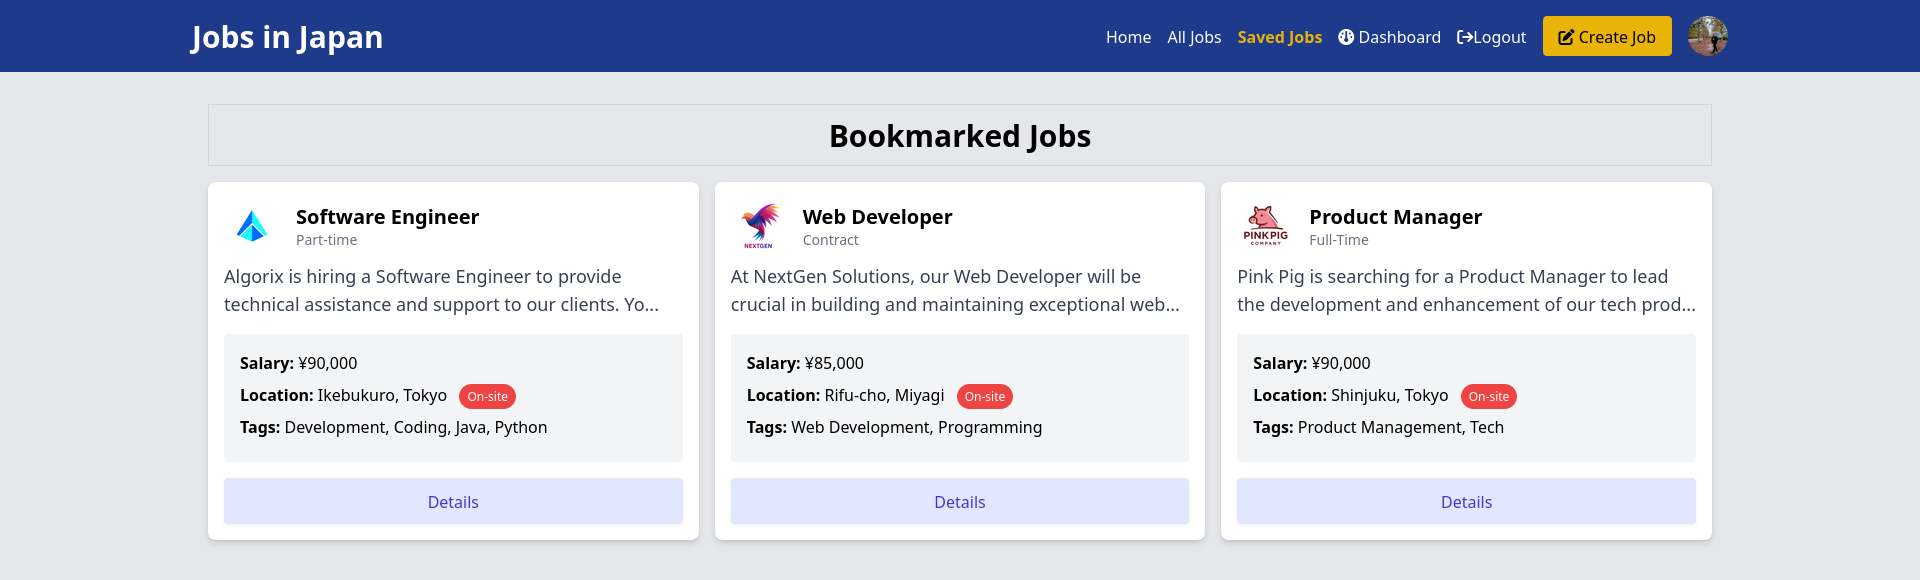 Jobs in Japan
Home All Jobs Saved Jobs Dashboard Logout Create Job
Bookmarked Jobs
Software Engineer
Part-time
Algorix is hiring a Software Engineer to provide
technical assistance and support to our clients. Yo...
Salary: ¥90,000
Location: Ikebukuro, Tokyo On-site
Tags: Development, Coding, Java, Python
Details
NEXTGEN
Web Developer
Contract
At NextGen Solutions, our Web Developer will be
crucial in building and maintaining exceptional web...
Salary: ¥85,000
Location: Rifu-cho, Miyagi On-site
Tags: Web Development, Programming
Details
PINKPIG
COMPANY
Product Manager
Full-Time
Pink Pig is searching for a Product Manager to lead
the development and enhancement of our tech prod...
Salary: ¥90,000
Location: Shinjuku, Tokyo On-site
Tags: Product Management, Tech
Details